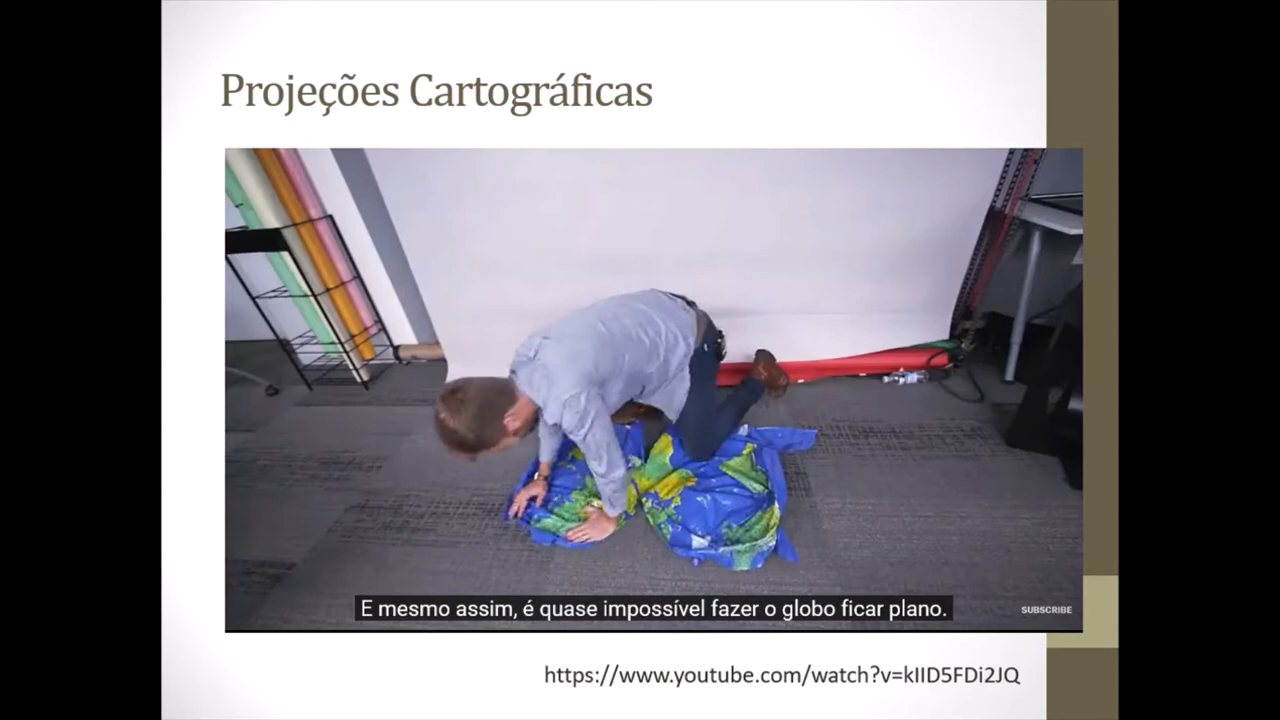 Projeções Cartográficas
E mesmo assim, é quase impossível fazer o globo ficar plano.
SUBSCRIBE
https://www.youtube.com/watch?v=kIID5FDi2JQ